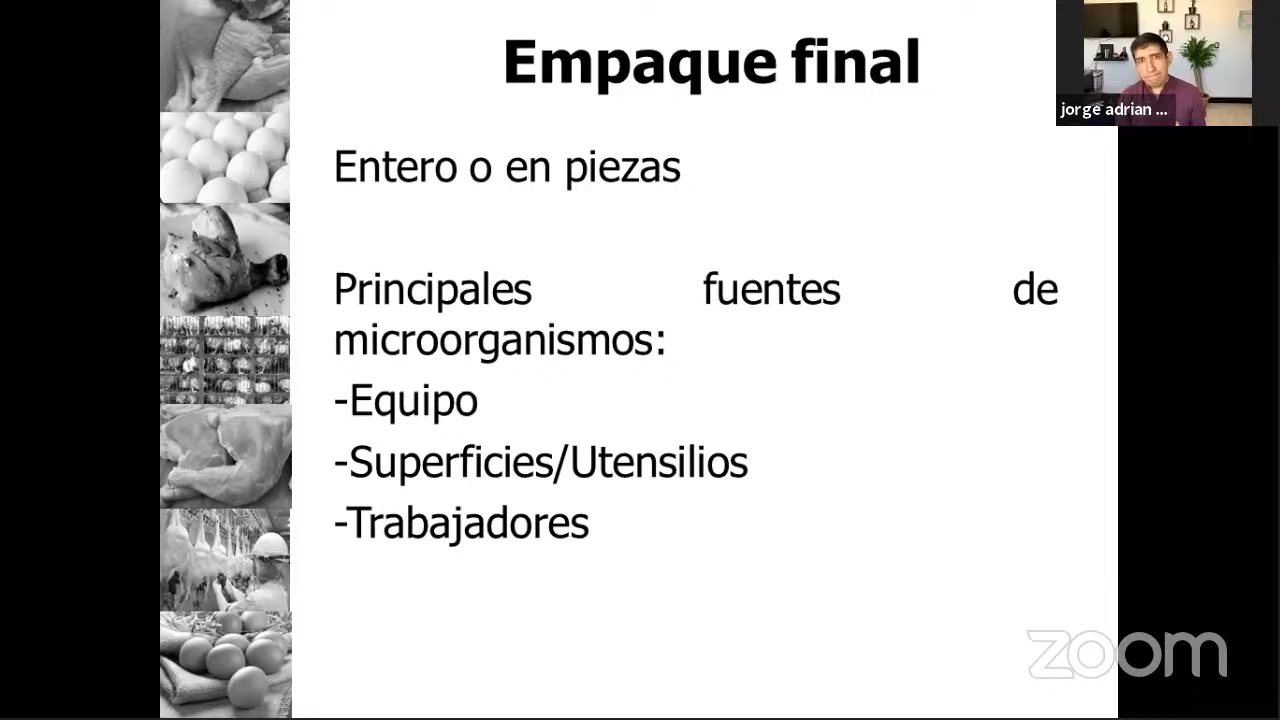 Empaque final
jorge adrian ...
Entero o en piezas
Principales fuentes de
microorganismos:
-Equipo
-Superficies/Utensilios
-Trabajadores
zoom